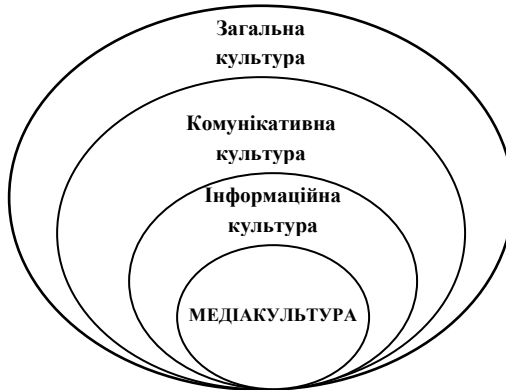 Загальна
культура
Комунікативна
культура
Інформаційна
культура
МЕДІАКУЛЬТУРА